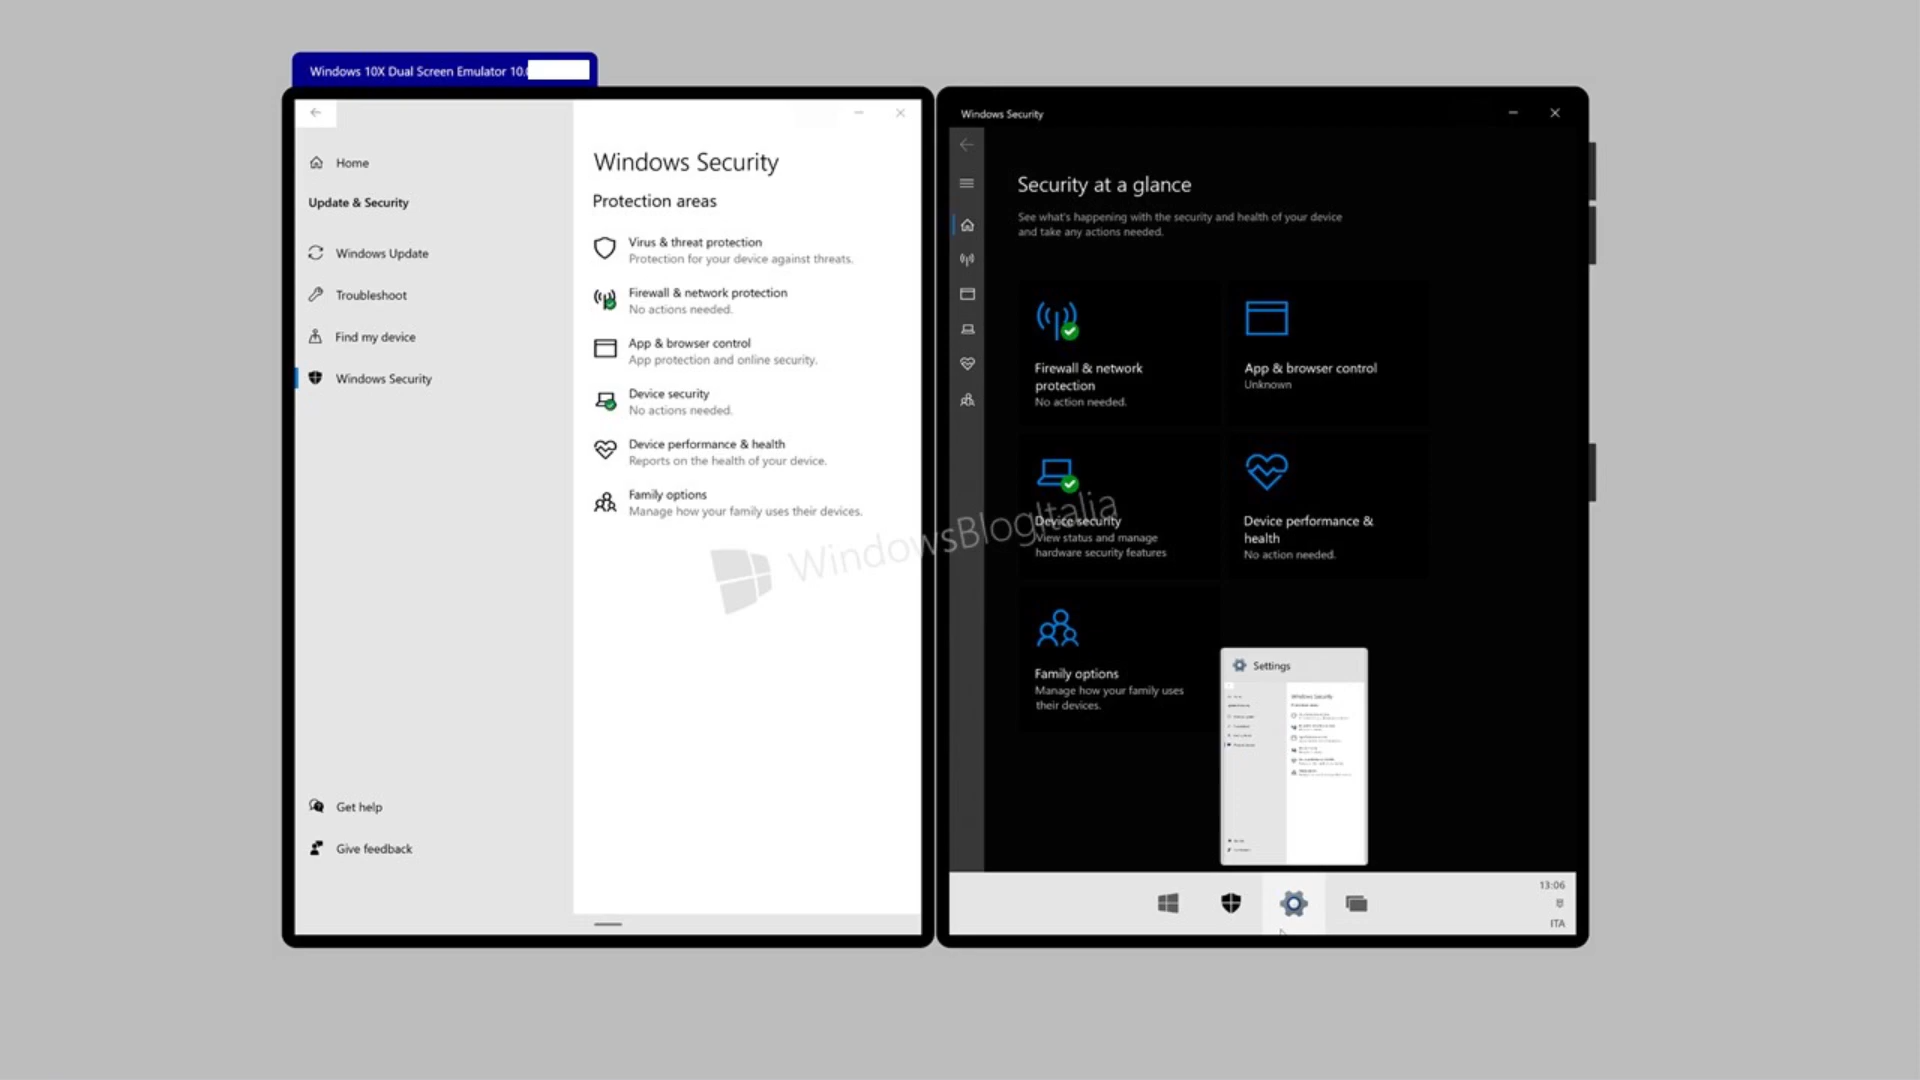 Windows 10X Dual Screen Emulator 10.
Home
Update & Security
Windows Update
Troubleshoot
Find my device
Windows Security
Get help
Give feedback
Windows Security
Protection areas
Virus & threat protection
Protection for your device against threats.
Firewall & network protection
No actions needed.
App & browser control
App protection and online security.
Device security
No actions needed.
Device performance & health
Reports on the health of your device.
Family options
Manage how your family uses their devices.
WindowsBlogItalia
Windows Security
Security at a glance
See what's happening with the security and health of your device
and take any actions needed.
Firewall & network
protection
No action needed.
App & browser control
Unknown
Device security
View status and manage
hardware security features
Device performance &
health
No action needed.
Family options
Manage how your family uses
their devices.
Settings
Windows Security
13:06
ITA